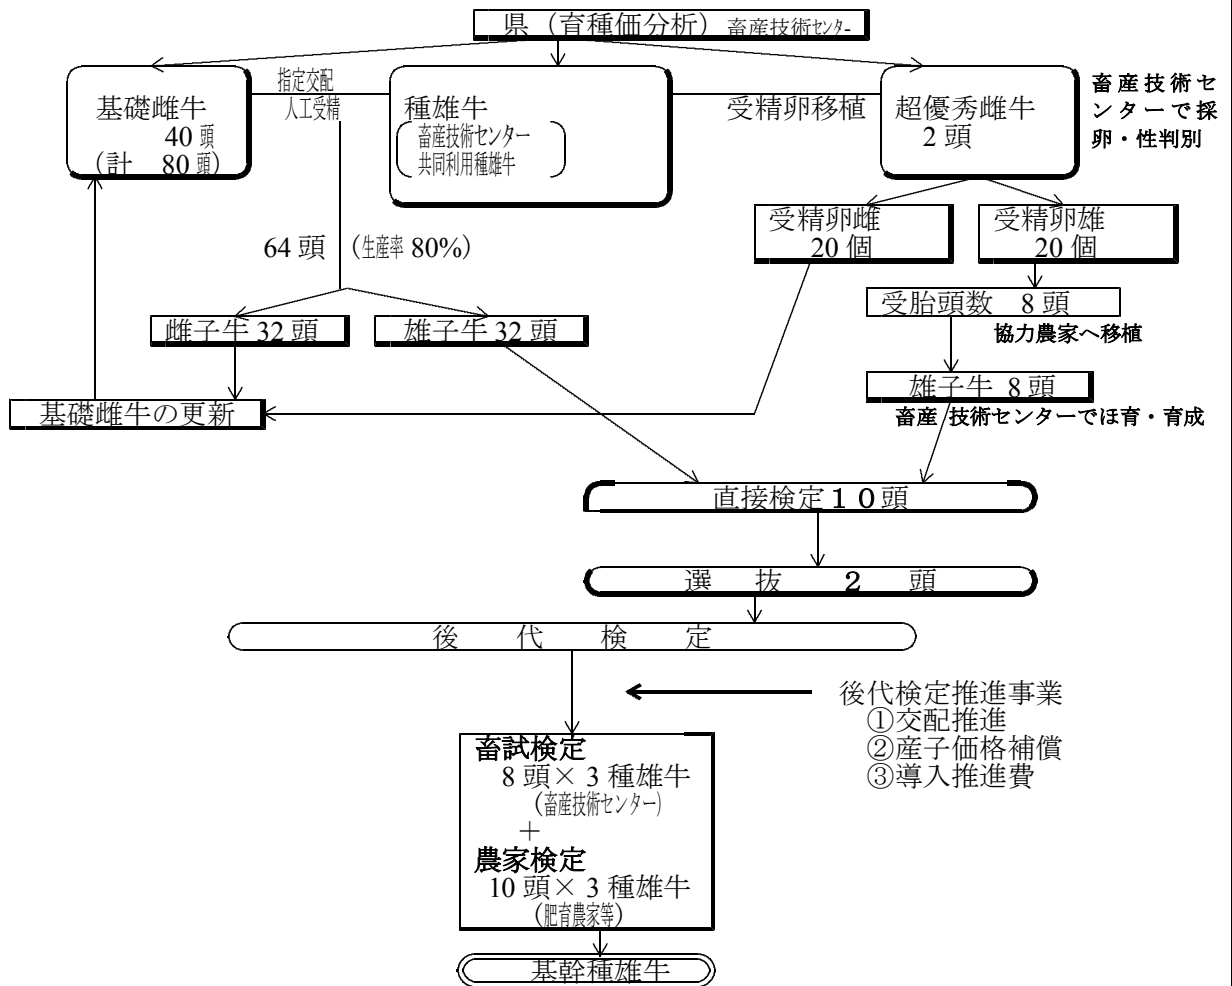 県（育種価分析）畜産技術センター
基礎雌牛
40頭
(計 80頭)
指定交配
人工受精
種雄牛
畜産技術センター
共同利用種雄牛
受精卵移植
超優秀雌牛
2頭
畜産技術セ
ンターで採
卵・性判別
受精卵雌
20個
受精卵雄
20個
64頭（生産率80%）
受胎頭数 8頭
協力農家へ移植
雌子牛32頭
雄子牛32頭
雄子牛 8頭
畜産 技術センターでほ育・育成
基礎雌牛の更新
直接検定１０頭
選 抜 ２ 頭
後 代 検 定
後代検定推進事業
①交配推進
②産子価格補償
③導入推進費
畜試検定
8頭×3種雄牛
(畜産技術センター)
＋
農家検定
10頭×3種雄牛
（肥育農家等）
基幹種雄牛